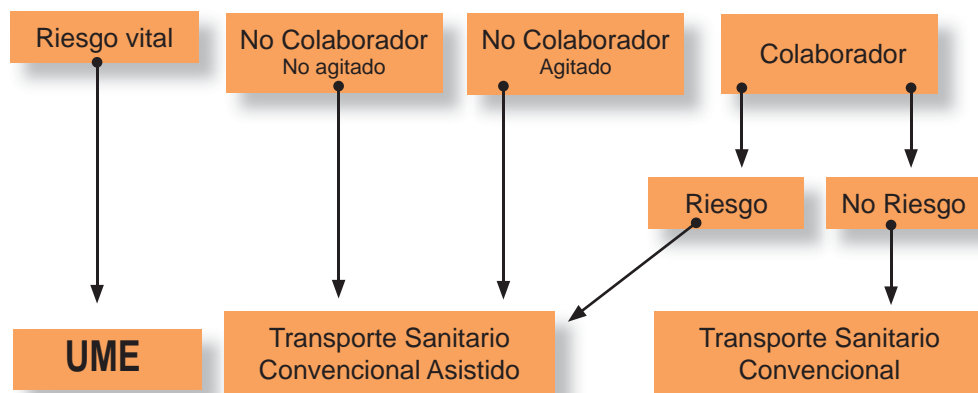 Riesgo vital
No Colaborador
No agitado
No Colaborador
Agitado
Colaborador
Riesgo
No Riesgo
UME
Transporte Sanitario
Convencional Asistido
Transporte Sanitario
Convencional